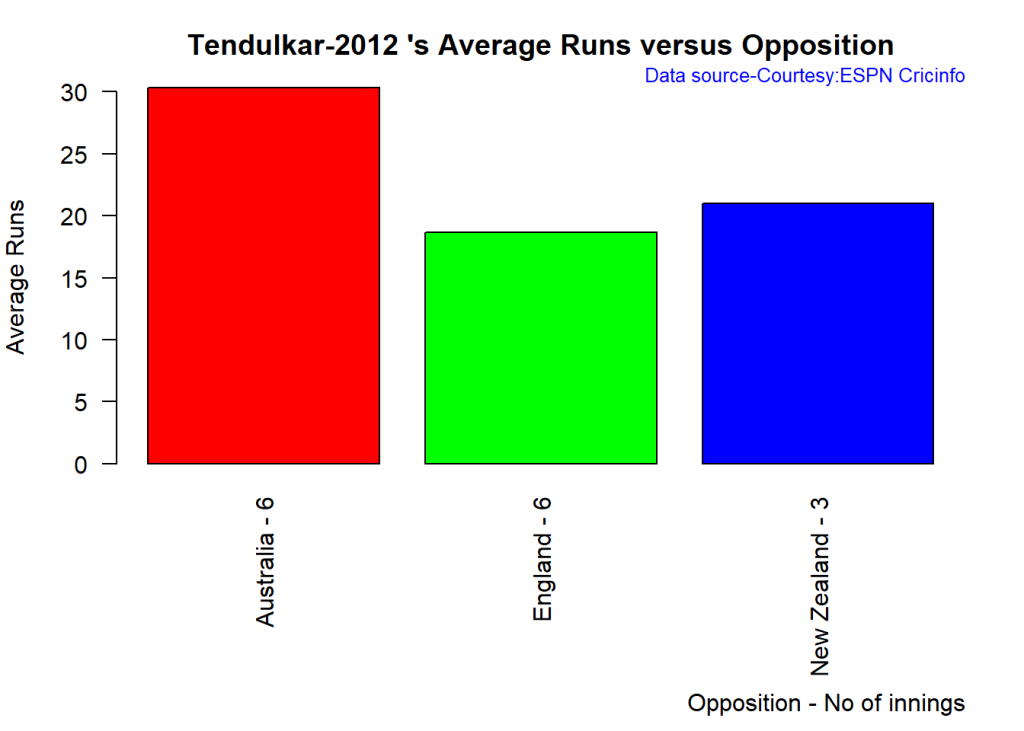 Tendulkar-2012 's Average Runs versus Opposition
Data source-Courtesy:ESPN Cricinfo
Average Runs
30
25
20
15
10
5
0
Australia - 6
England - 6
New Zealand - 3
Opposition - No of innings